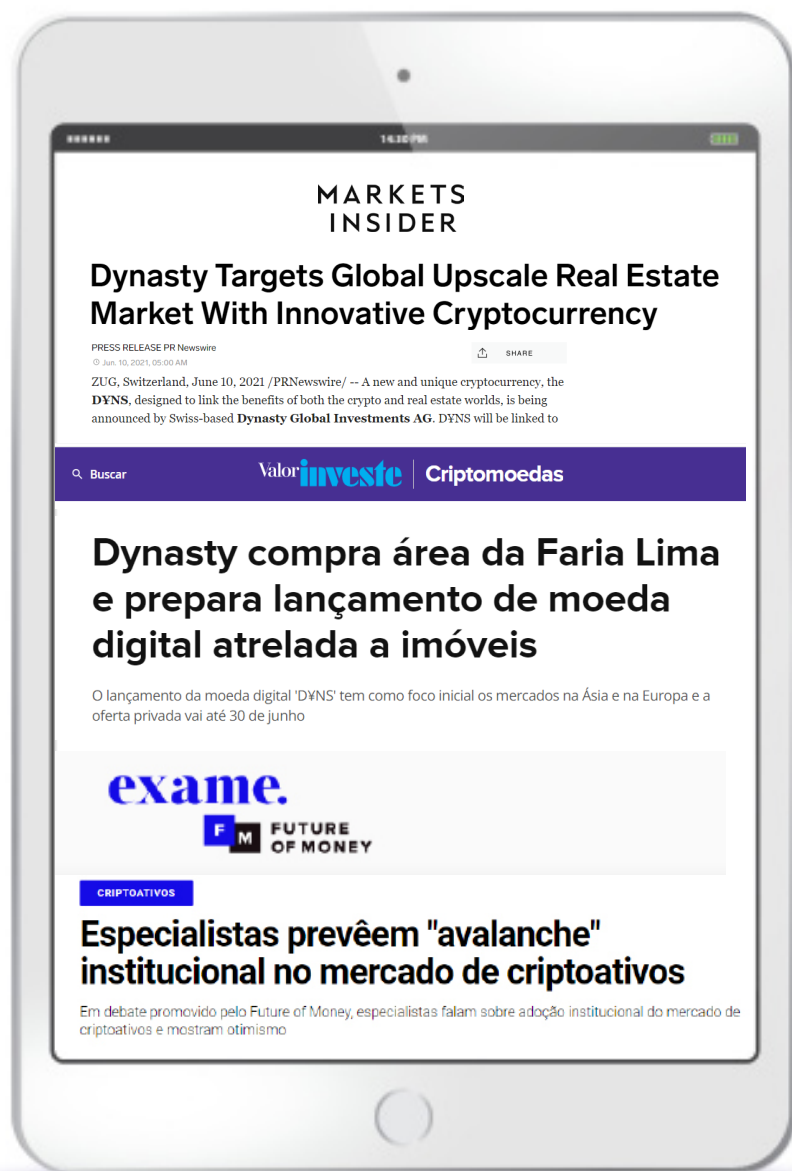 14:30 PM
MARKETS
INSIDER
Dynasty Targets Global Upscale Real Estate
Market With Innovative Cryptocurrency
PRESS RELEASE PR Newswire
Jun. 10, 2021, 05:00 AM
SHARE
ZUG, Switzerland, June 10, 2021 /PRNewswire/ -- A new and unique cryptocurrency, the
D¥NS, designed to link the benefits of both the crypto and real estate worlds, is being
announced by Swiss-based Dynasty Global Investments AG. D¥NS will be linked to
Buscar
Valor investe
Criptomoedas
Dynasty compra área da Faria Lima
e prepara lançamento de moeda
digital atrelada a imóveis
O lançamento da moeda digital 'D¥NS' tem como foco inicial os mercados na Ásia e na Europa e a
oferta privada vai até 30 de junho
exame.
F M FUTURE
OF MONEY
CRIPTOATIVOS
Especialistas prevêem "avalanche"
institucional no mercado de criptoativos
Em debate promovido pelo Future of Money, especialistas falam sobre adoção institucional do mercado de
criptoativos e mostram otimismo